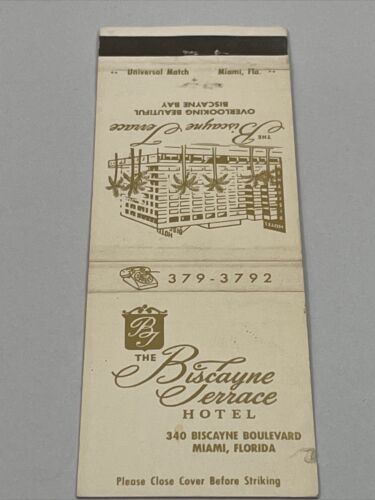 Universal Match Miami, Fla.
THE
Biscayne Terrace
OVERLOOKING BEAUTIFUL
BISCAYNE BAY
HOTEL
379-3792
BT
THE
Biscayne
Terrace
HOTEL
340 BISCAYNE BOULEVARD
MIAMI, FLORIDA
Please Close Cover Before Striking